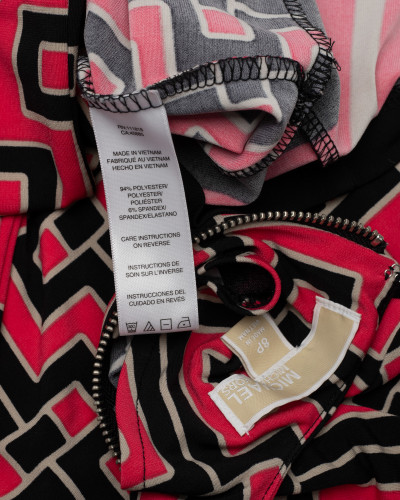 MADE IN VIETNAM
FABRIQUÉ AU VIETNAM
HECHO EN VIETNAM
94% POLYESTER/
POLYESTER/
POLIESTER
6% SPANDEX/
SPANDEX/ELASTANO
CARE INSTRUCTIONS
ON REVERSE
INSTRUCTIONS DE
SOIN SUR L'INVERSE
INSTRUCCIONES DEL
CUIDADO EN REVÉS
8P
MICHAEL